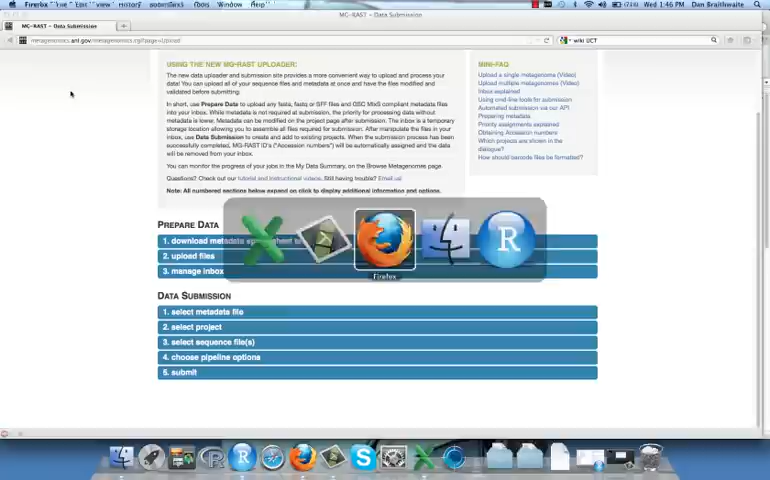 Firefox File Edit View History Bookmarks Tools Window Help
Wed 1:46 PM Dan Braithwaite
MG-RAST – Data Submission
MG-RAST – Data Submission
wiki UCT
USING THE NEW MG-RAST UPLOADER:
The new data uploader and submission site provides a more convenient way to upload and process your
data! You can upload all of your sequence files and metadata at once and have the files modified and
validated before submitting.
In short, use Prepare Data to upload any fasta, fastq or SFF files and GSC MIxS compliant metadata files
into your inbox. While metadata is not required at submission, the priority for processing data without
metadata is lower. Metadata can be modified on the project page after submission. The inbox is a temporary
storage location allowing you to assemble all files required for submission. After manipulate the files in your
inbox, use Data Submission to create and add to existing projects. When the submission process has been
successfully completed, MG-RAST ID's ("Accession numbers") will be automatically assigned and the data
will be removed from your inbox.
You can monitor the progress of your jobs in the My Data Summary, on the Browse Metagenomes page.
Questions? Check out our tutorial and instructional videos. Still having trouble? Email us!
Note: All numbered sections below expand on click to display additional information and options.
MINI-FAQ
Upload a single metagenome (Video)
Upload multiple metagenomes (Video)
Inbox explained
Using cmd-line tools for submission
Automated submission via our API
Preparing metadata
Priority assignments explained
Obtaining Accession numbers
Which projects are shown in the
dialogue?
How should barcode files be formatted?
PREPARE DATA
1. download metadata spreadsheet
2. upload files
3. manage inbox
Firefox
DATA SUBMISSION
1. select metadata file
2. select project
3. select sequence file(s)
4. choose pipeline options
5. submit